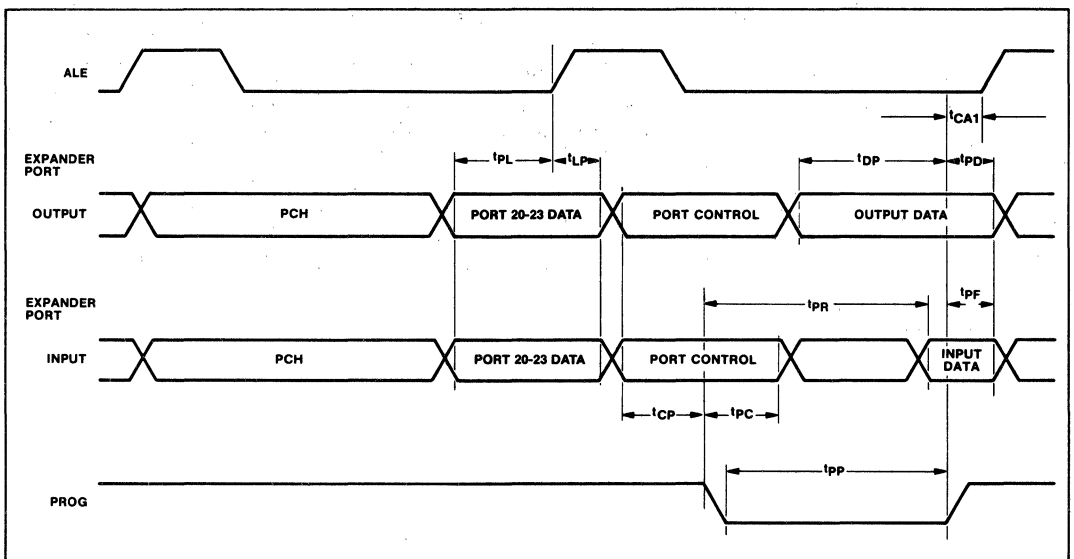 ALE
tCA1
EXPANDER
PORT
tPL tLP tDP tPD
OUTPUT PCH PORT 20-23 DATA PORT CONTROL OUTPUT DATA
EXPANDER
PORT
tPR tPF
INPUT PCH PORT 20-23 DATA PORT CONTROL INPUT
DATA
tCP tPC
tPP
PROG